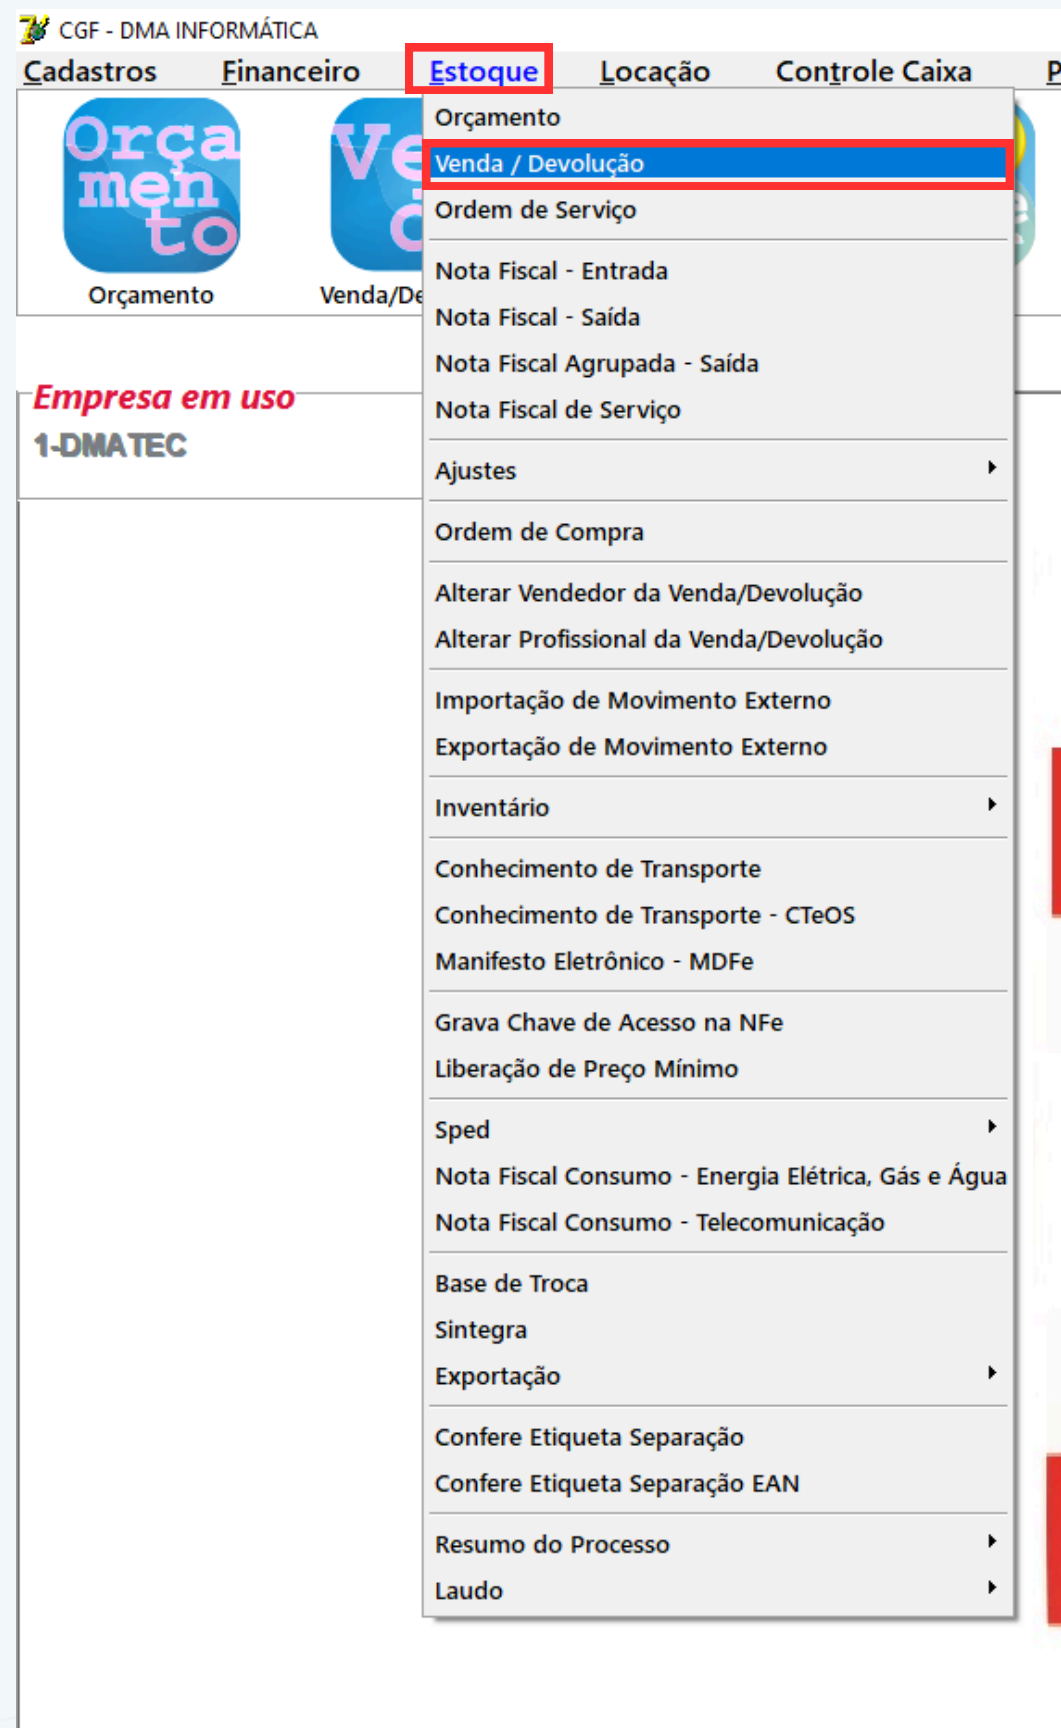 CGF - DMA INFORMÁTICA
Cadastros Financeiro Estoque Locação Controle Caixa P
Orça
men
to
Orçamento
Venda/De
Empresa em uso
1-DMATEC
Orçamento
Venda / Devolução
Ordem de Serviço
Nota Fiscal - Entrada
Nota Fiscal - Saída
Nota Fiscal Agrupada - Saída
Nota Fiscal de Serviço
Ajustes
Ordem de Compra
Alterar Vendedor da Venda/Devolução
Alterar Profissional da Venda/Devolução
Importação de Movimento Externo
Exportação de Movimento Externo
Inventário
Conhecimento de Transporte
Conhecimento de Transporte - CTeOS
Manifesto Eletrônico - MDFe
Grava Chave de Acesso na NFe
Liberação de Preço Mínimo
Sped
Nota Fiscal Consumo - Energia Elétrica, Gás e Água
Nota Fiscal Consumo - Telecomunicação
Base de Troca
Sintegra
Exportação
Confere Etiqueta Separação
Confere Etiqueta Separação EAN
Resumo do Processo
Laudo